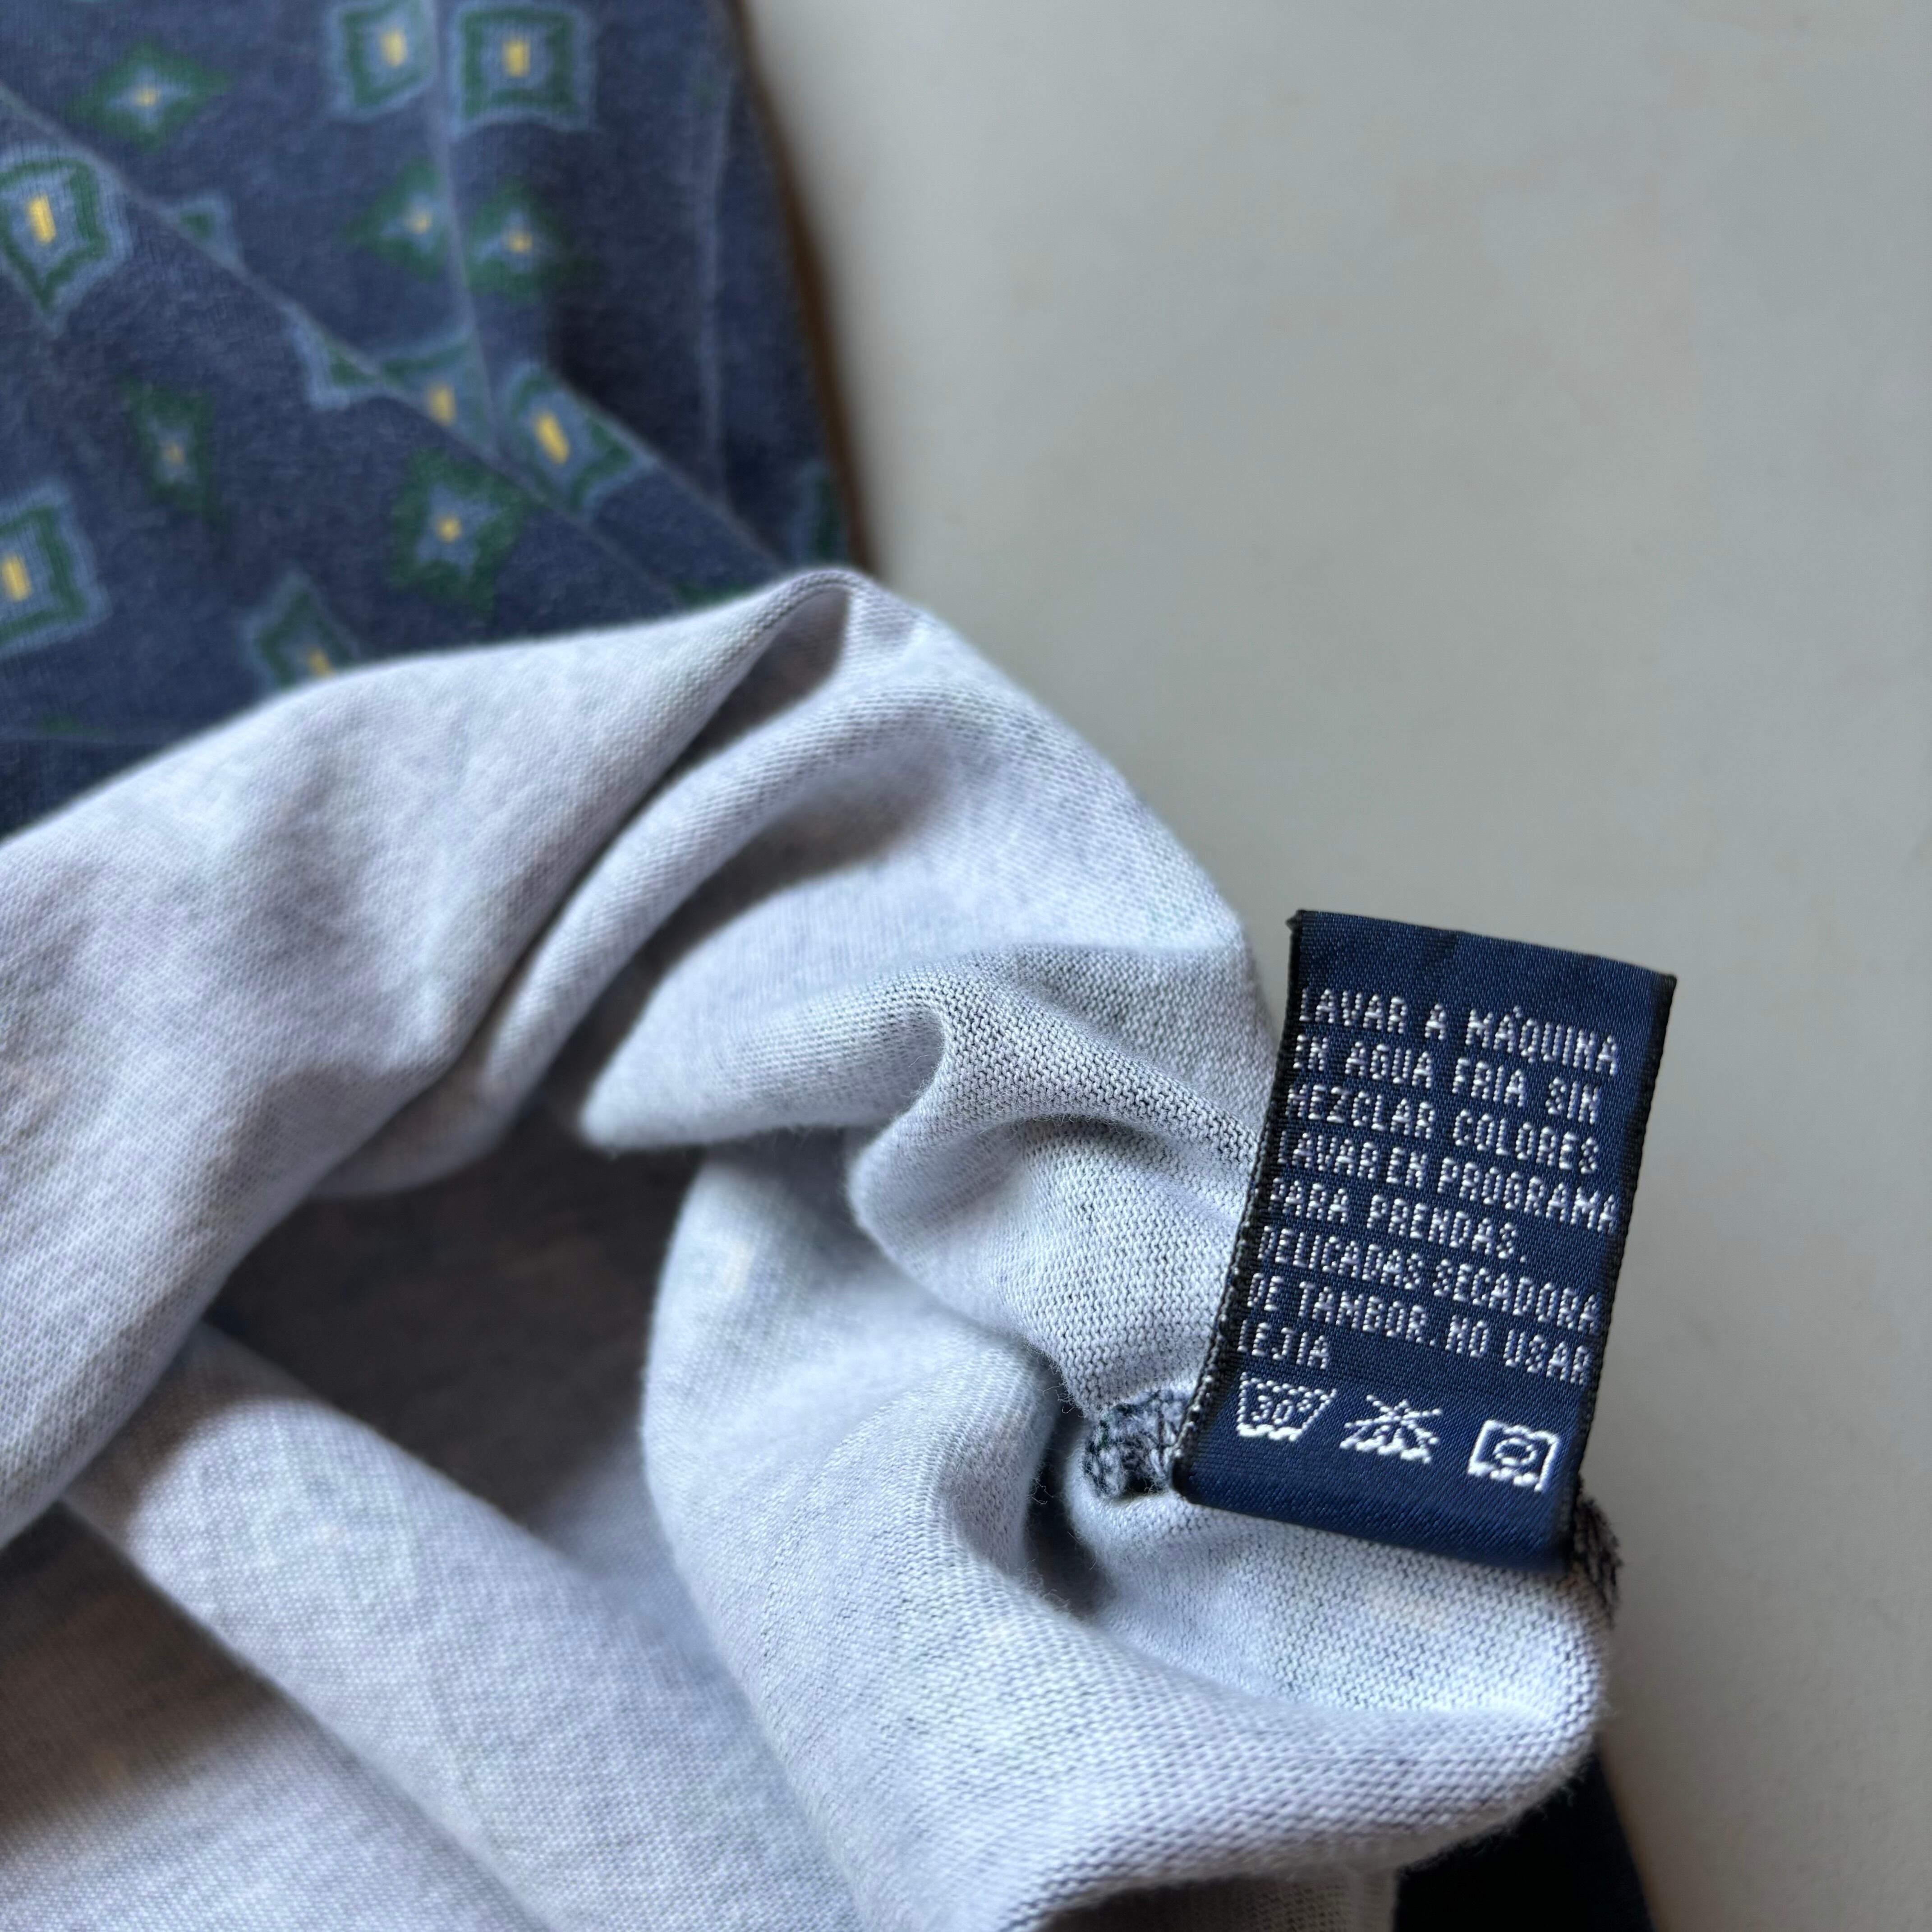 LAVAR A MÁQUINA
EN AGUA FRIA SIN
MEZCLAR COLORES
LAVAR EN PROGRAMA
PARA PRENDAS.
DELICADAS SECADORA
DE TAMBOR. NO USAR
LEJIA
30°